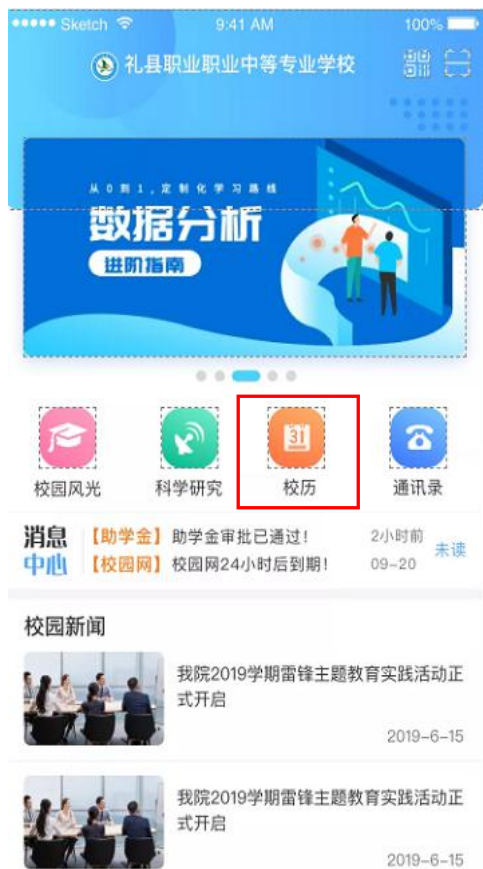 Sketch 9:41 AM 100%
礼县职业职业中等专业学校
从0到1,定制化学习路线
数据分析
进阶指南
31
校园风光 科学研究 校历 通讯录
消息 【助学金】助学金审批已通过! 2小时前
中心 【校园网】校园网24小时后到期! 09-20 未读
校园新闻
我院2019学期雷锋主题教育实践活动正
式开启
2019-6-15
我院2019学期雷锋主题教育实践活动正
式开启
2019-6-15